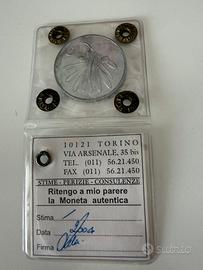 10121 TORINO
VIA ARSENALE, 35 bis
TEL. (011) 56.21.450
FAX (011) 56.21.450
STIME - PERIZIE - CONSULENZE
Ritengo a mio parere
la Moneta autentica
Stima
Data
Firma
subito